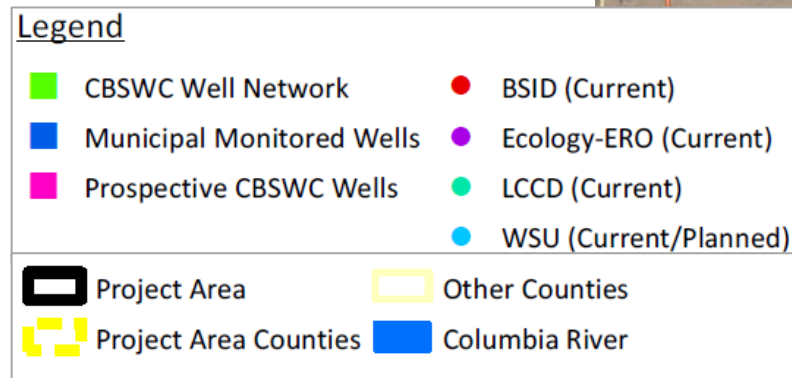 Legend
CBSWC Well Network
Municipal Monitored Wells
Prospective CBSWC Wells
BSID (Current)
Ecology-ERO (Current)
LCCD (Current)
WSU (Current/Planned)
Project Area
Project Area Counties
Other Counties
Columbia River